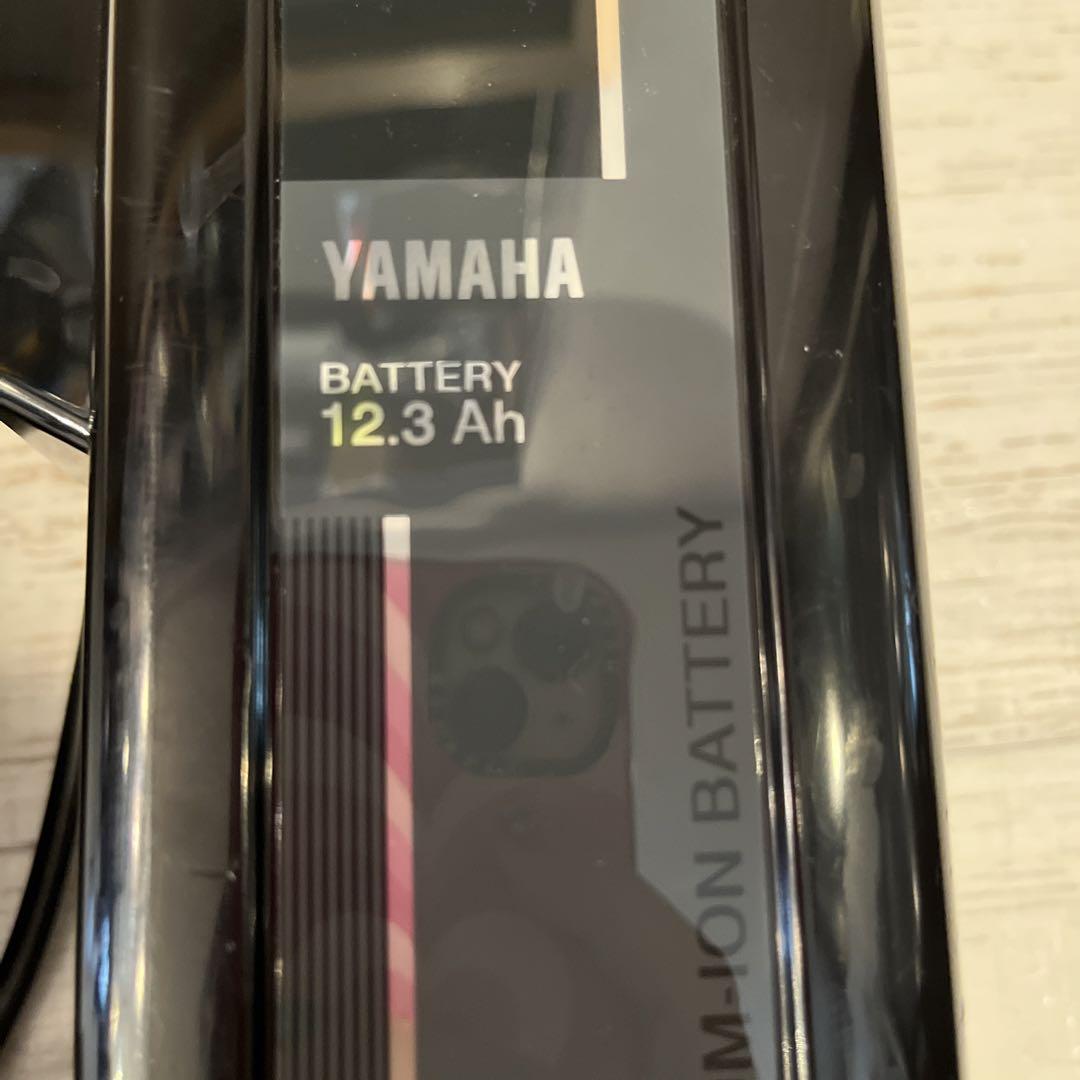 YAMAHA
BATTERY
12.3 Ah
M-ION BATTERY